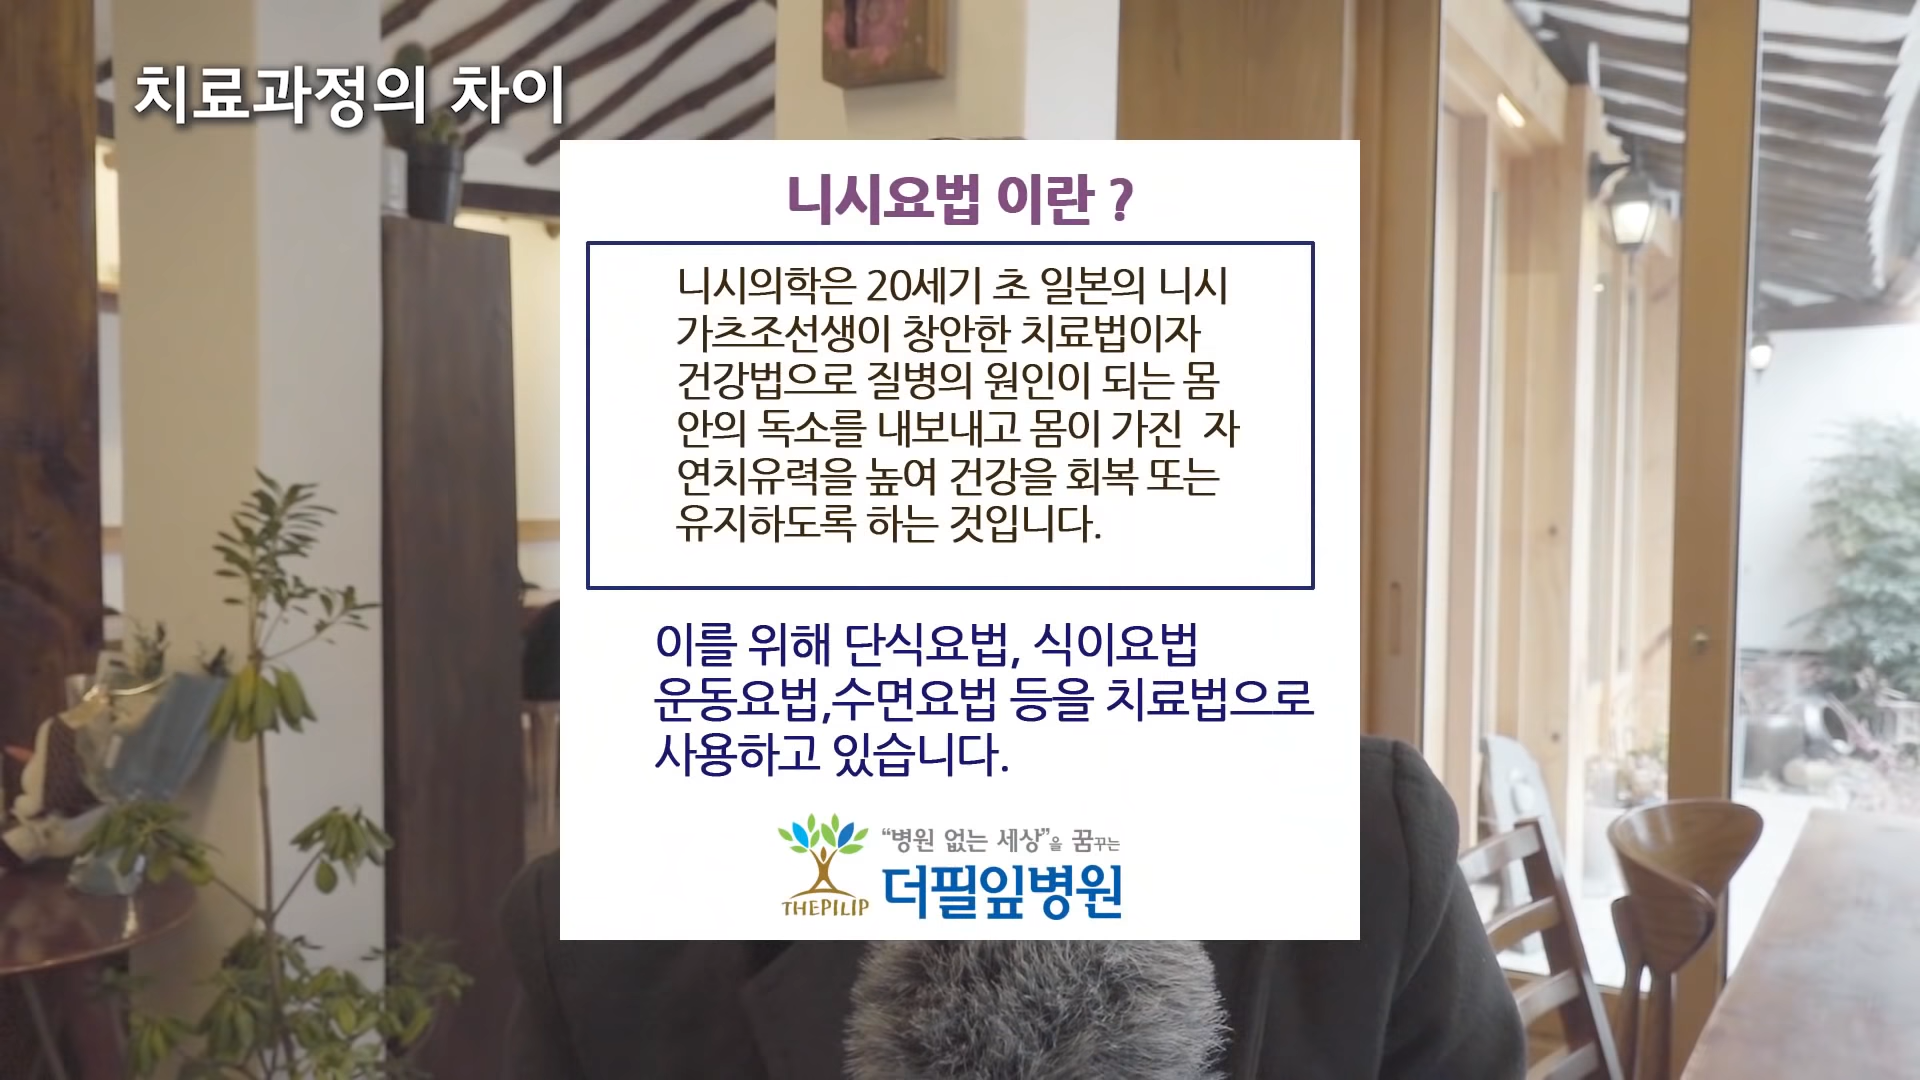 치료과정의 차이
니시요법 이란 ?
니시의학은 20세기 초 일본의 니시
가츠조선생이 창안한 치료법이자
건강법으로 질병의 원인이 되는 몸
안의 독소를 내보내고 몸이 가진 자
연치유력을 높여 건강을 회복 또는
유지하도록 하는 것입니다.
이를 위해 단식요법, 식이요법
운동요법,수면요법 등을 치료법으로
사용하고 있습니다.
“병원 없는 세상”을 꿈꾸는
THEPILIP 더필잎병원